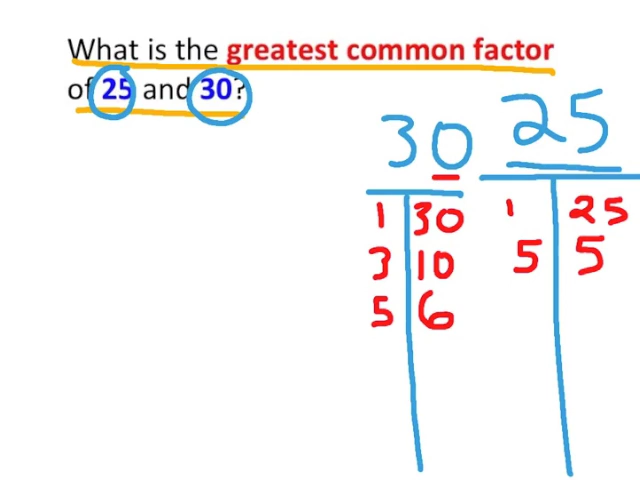 What is the greatest common factor
of 25 and 30?
30 25
1 30 1 25
3 10 5 5
5 6